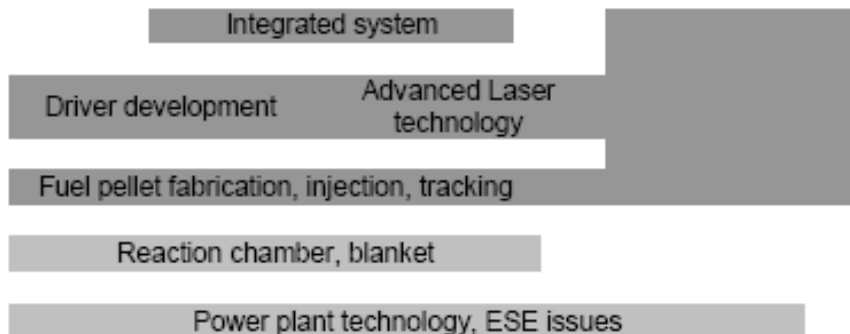 Integrated system
Driver development
Advanced Laser
technology
Fuel pellet fabrication, injection, tracking
Reaction chamber, blanket
Power plant technology, ESE issues